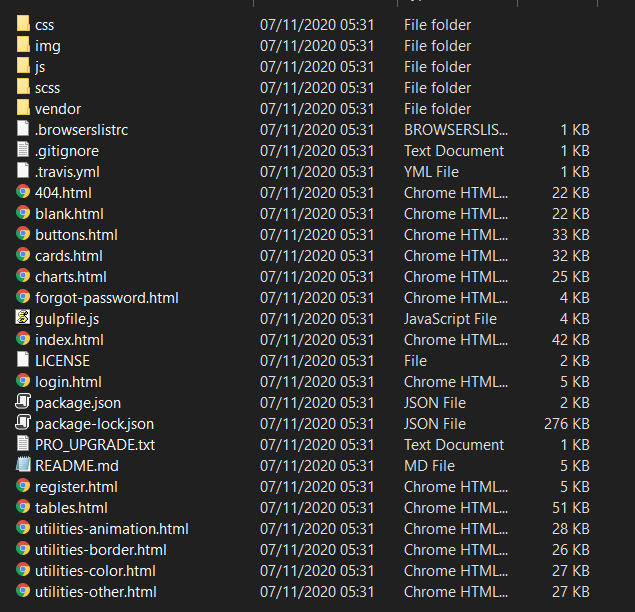 css 07/11/2020 05:31 File folder
img 07/11/2020 05:31 File folder
js 07/11/2020 05:31 File folder
scss 07/11/2020 05:31 File folder
vendor 07/11/2020 05:31 File folder
.browserslistrc 07/11/2020 05:31 BROWSERSLIS... 1 KB
.gitignore 07/11/2020 05:31 Text Document 1 KB
.travis.yml 07/11/2020 05:31 YML File 1 KB
404.html 07/11/2020 05:31 Chrome HTML... 22 KB
blank.html 07/11/2020 05:31 Chrome HTML... 22 KB
buttons.html 07/11/2020 05:31 Chrome HTML... 33 KB
cards.html 07/11/2020 05:31 Chrome HTML... 32 KB
charts.html 07/11/2020 05:31 Chrome HTML... 25 KB
forgot-password.html 07/11/2020 05:31 Chrome HTML... 4 KB
gulpfile.js 07/11/2020 05:31 JavaScript File 4 KB
index.html 07/11/2020 05:31 Chrome HTML... 42 KB
LICENSE 07/11/2020 05:31 File 2 KB
login.html 07/11/2020 05:31 Chrome HTML... 5 KB
package.json 07/11/2020 05:31 JSON File 2 KB
package-lock.json 07/11/2020 05:31 JSON File 276 KB
PRO_UPGRADE.txt 07/11/2020 05:31 Text Document 1 KB
README.md 07/11/2020 05:31 MD File 5 KB
register.html 07/11/2020 05:31 Chrome HTML... 5 KB
tables.html 07/11/2020 05:31 Chrome HTML... 51 KB
utilities-animation.html 07/11/2020 05:31 Chrome HTML... 28 KB
utilities-border.html 07/11/2020 05:31 Chrome HTML... 26 KB
utilities-color.html 07/11/2020 05:31 Chrome HTML... 27 KB
utilities-other.html 07/11/2020 05:31 Chrome HTML... 27 KB